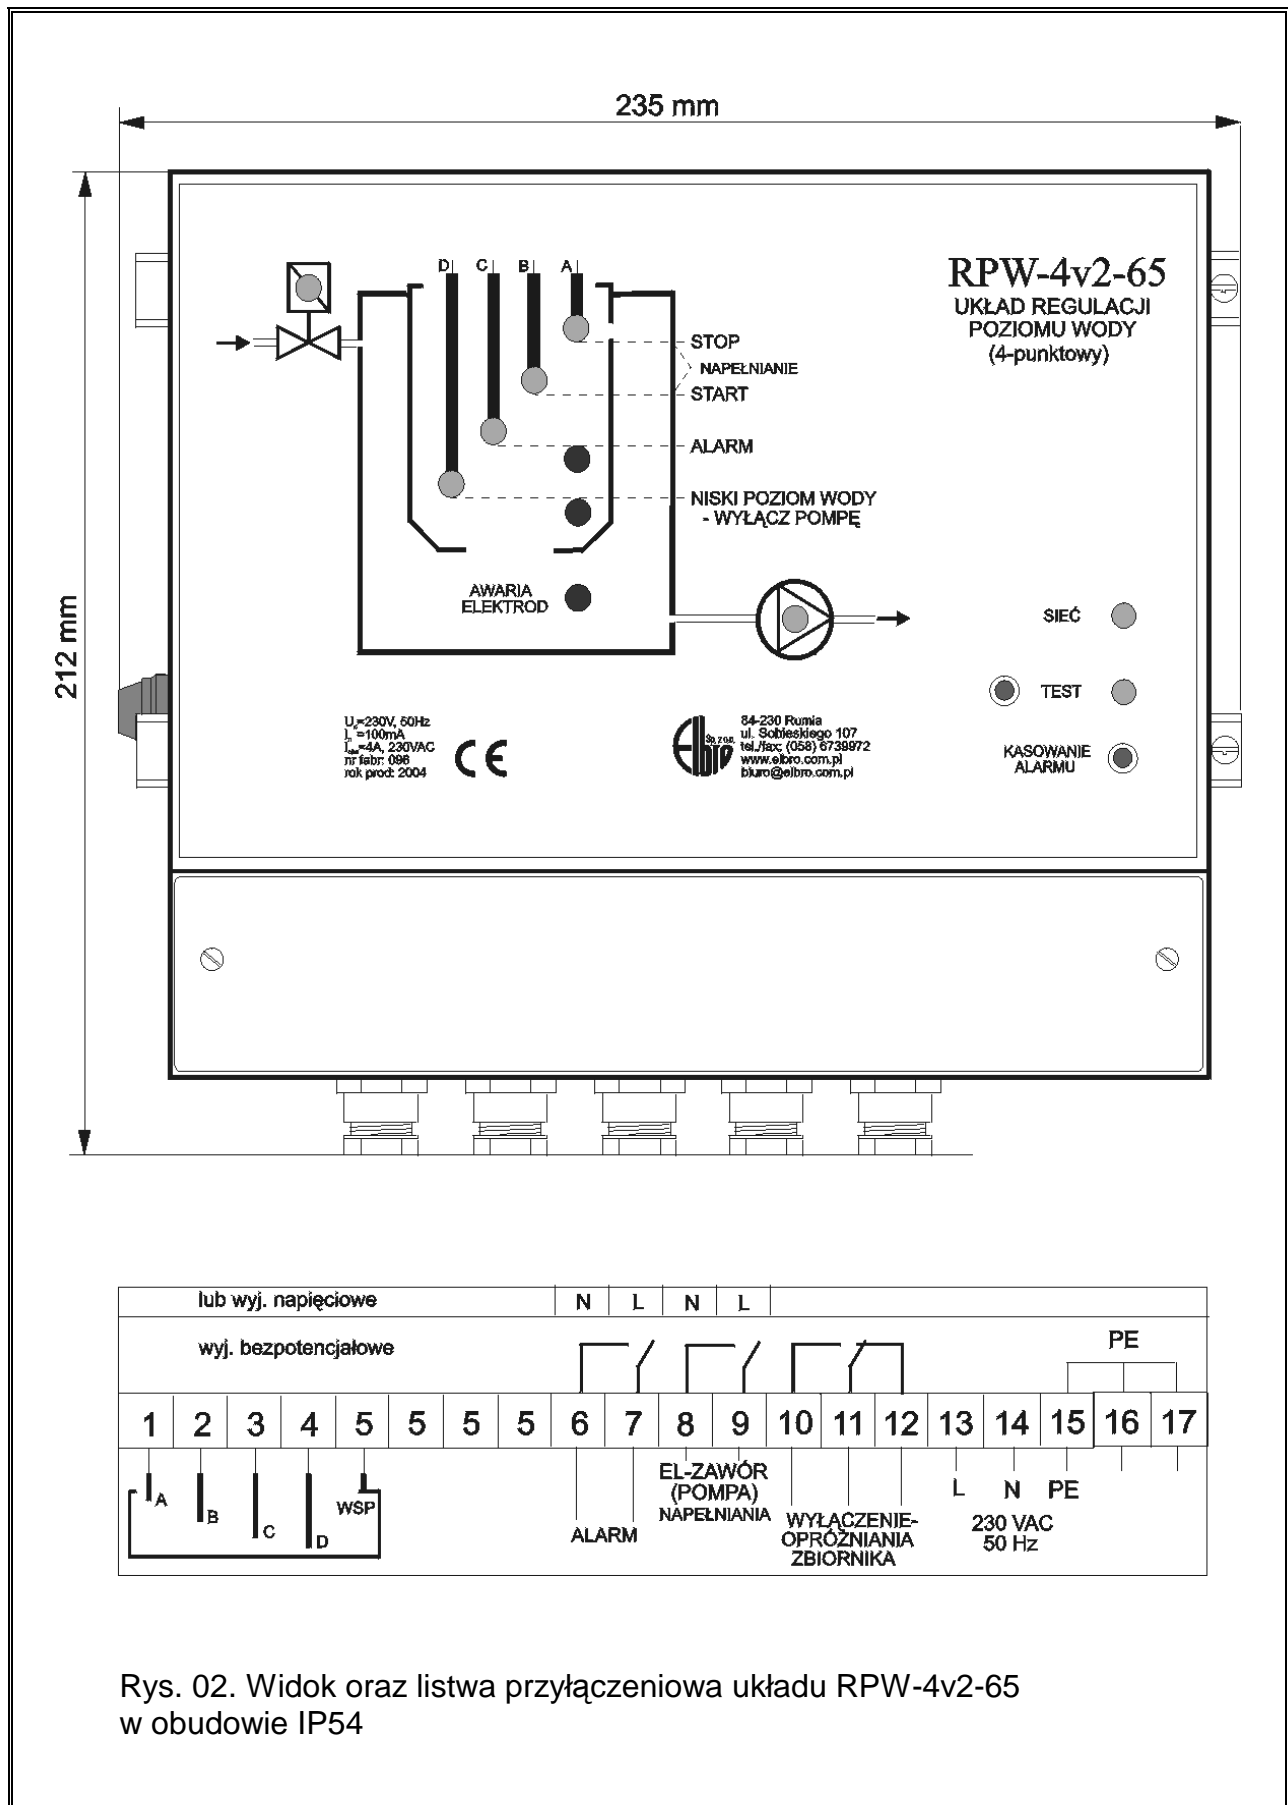 235 mm
212 mm
D C B A
RPW-4v2-65
UKŁAD REGULACJI
POZIOMU WODY
(4-punktowy)
STOP
NAPEŁNIANIE
START
ALARM
NISKI POZIOM WODY
- WYŁĄCZ POMPĘ
AWARIA
ELEKTROD
SIEĆ
TEST
KASOWANIE
ALARMU
=230V, 50Hz
=100mA
=4A, 230VAC
nr fabr: 096
rok prod: 2004
CE
Elbro Sp. z o.o.
84-230 Rumia
ul. Sobieskiego 107
tel./fax: (058) 6739972
www.elbro.com.pl
biuro@elbro.com.pl
lub wyj. napięciowe N L N L
wyj. bezpotencjałowe PE
1 2 3 4 5 5 5 5 6 7 8 9 10 11 12 13 14 15 16 17
A B C D WSP
ALARM
EL-ZAWÓR
(POMPA)
NAPEŁNIANIA
WYŁĄCZENIE-
OPRÓŻNIANIA
ZBIORNIKA
L N PE
230 VAC
50 Hz
Rys. 02. Widok oraz listwa przyłączeniowa układu RPW-4v2-65
w obudowie IP54